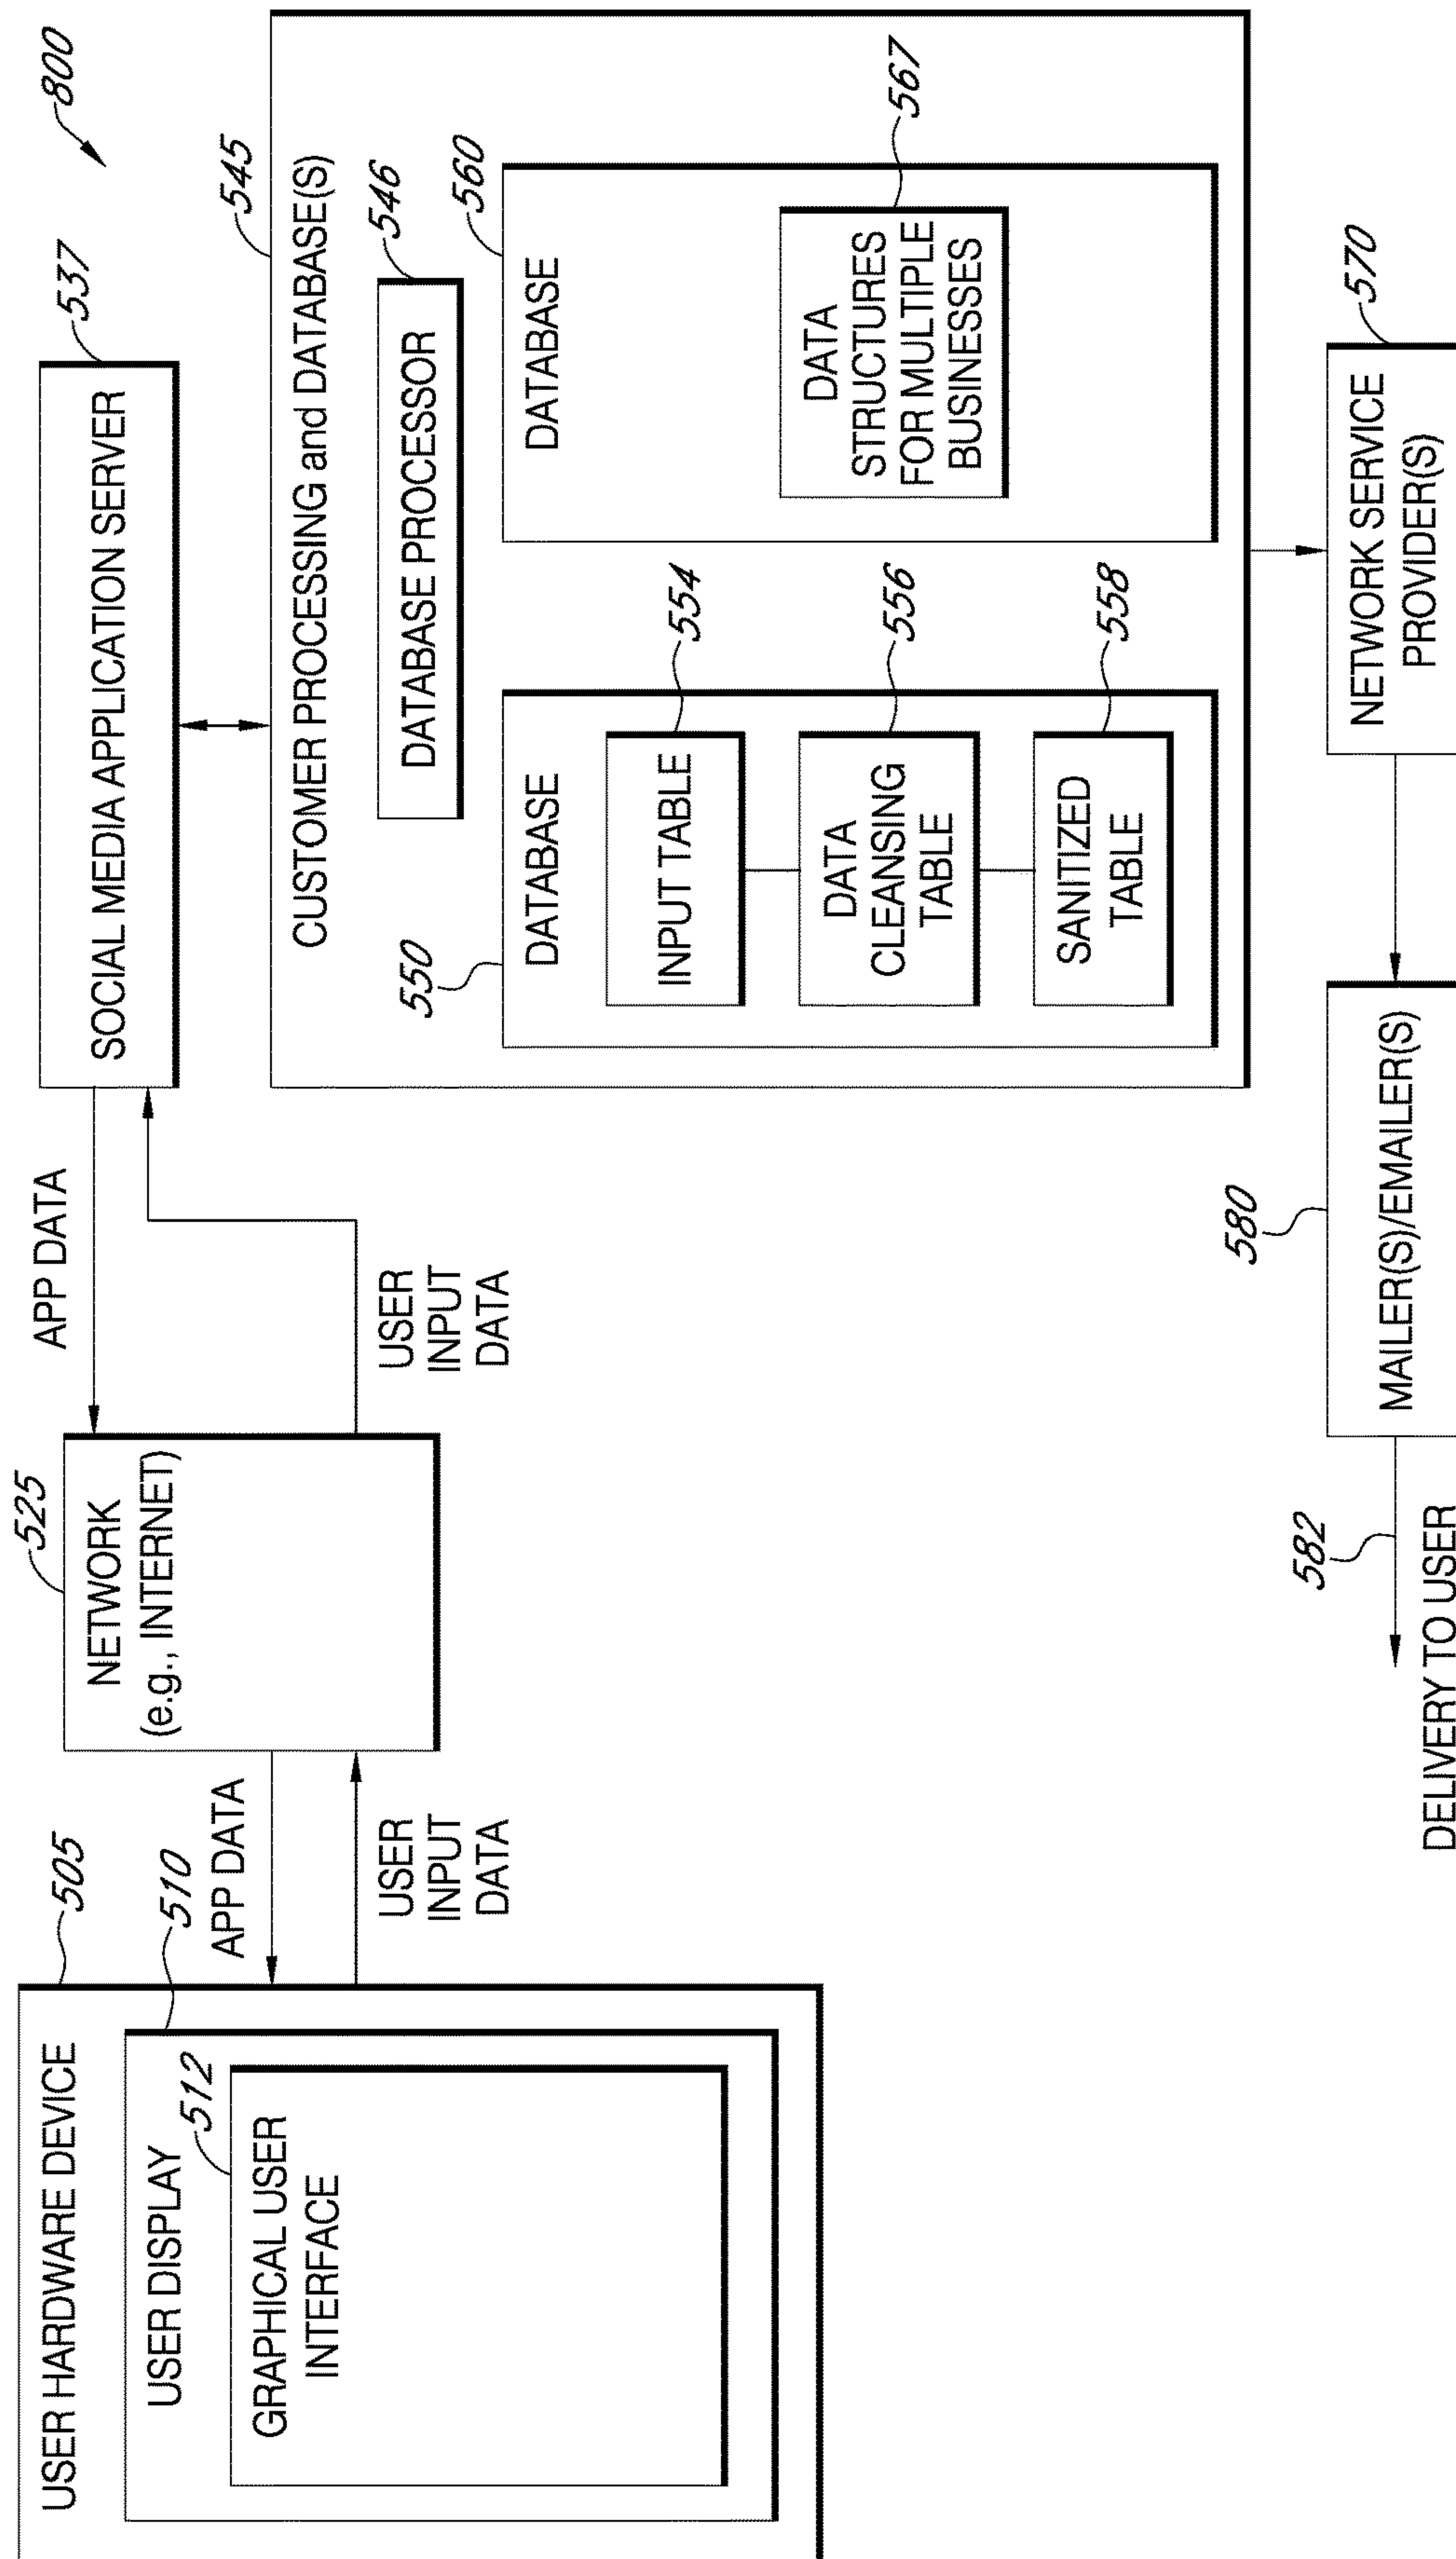 800
USER HARDWARE DEVICE
505
USER DISPLAY
510
512
GRAPHICAL USER
INTERFACE
APP DATA
USER
INPUT
DATA
525
NETWORK
(e.g., INTERNET)
APP DATA
USER
INPUT
DATA
537
SOCIAL MEDIA APPLICATION SERVER
545
CUSTOMER PROCESSING and DATABASE(S)
546
DATABASE PROCESSOR
550
DATABASE
554
INPUT TABLE
556
DATA
CLEANSING
TABLE
558
SANITIZED
TABLE
560
DATABASE
567
DATA
STRUCTURES
FOR MULTIPLE
BUSINESSES
570
NETWORK SERVICE
PROVIDER(S)
580
MAILER(S)/EMAILER(S)
582
DELIVERY TO USER